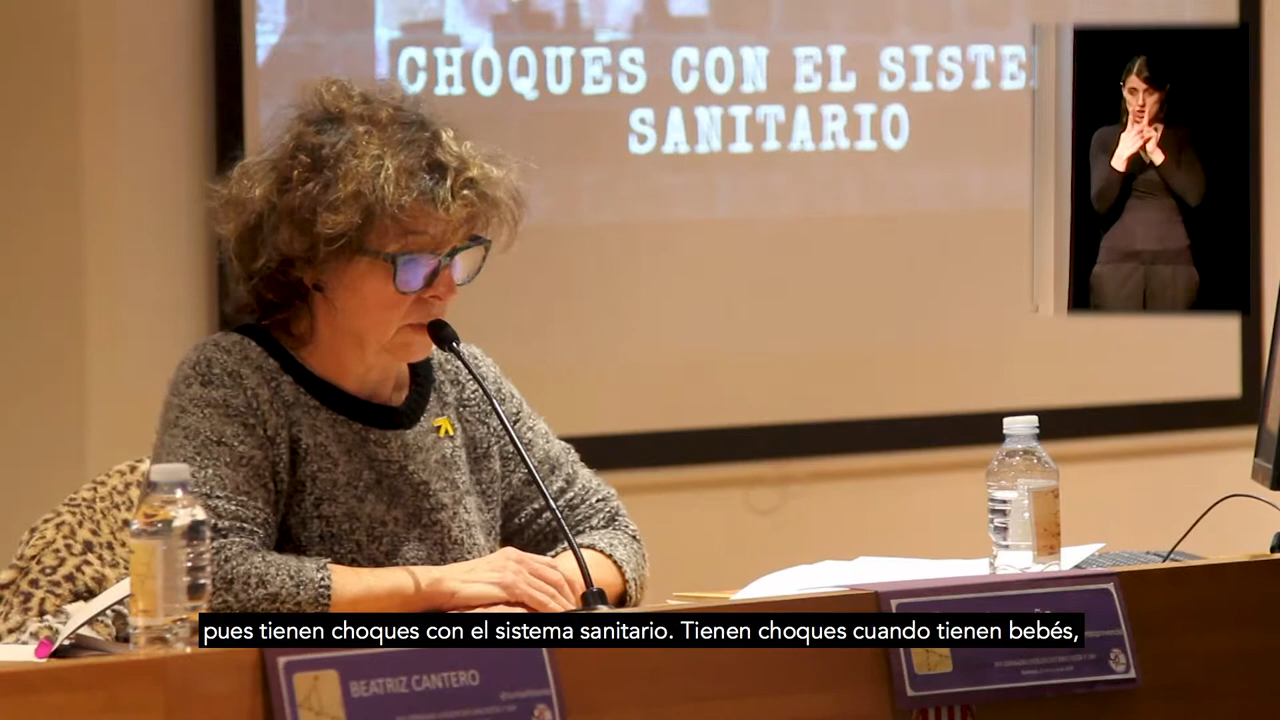 CHOQUES CON EL SISTE
SANITARIO
pues tienen choques con el sistema sanitario. Tienen choques cuando tienen bebés,
BEATRIZ CANTERO